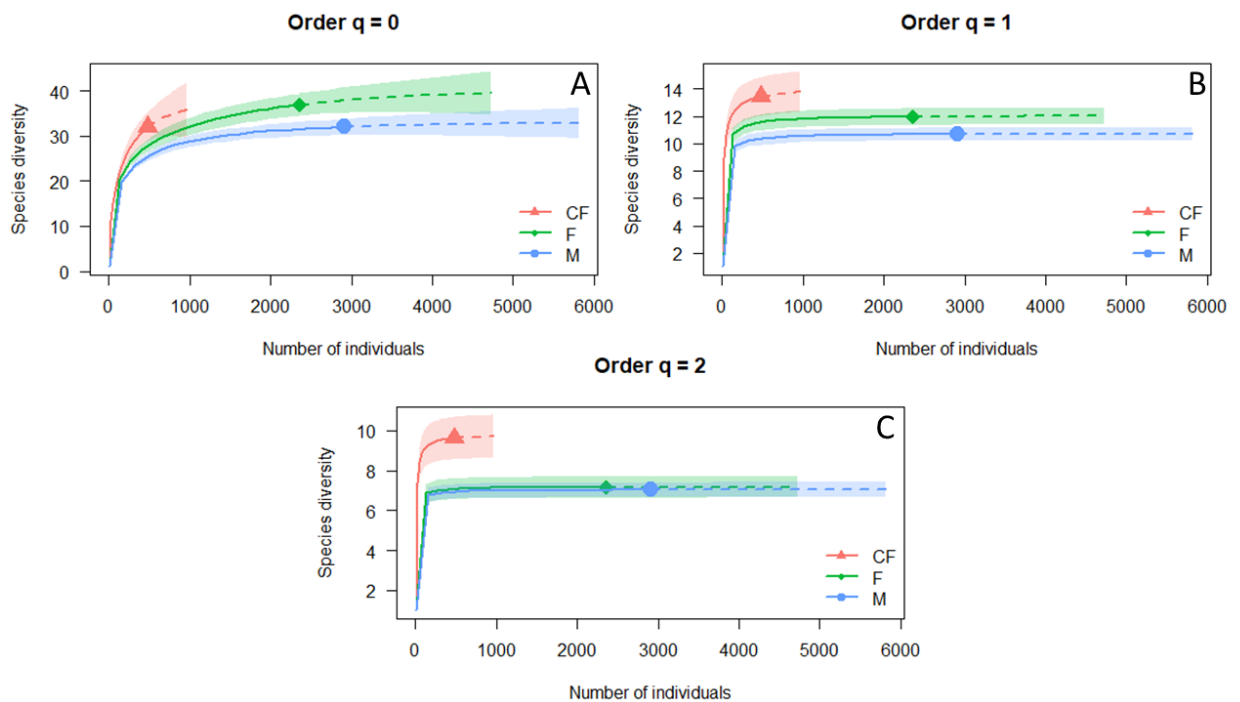 Order q = 0
A
Species diversity
40
30
20
10
0
CF
F
M
0 1000 2000 3000 4000 5000 6000
Number of individuals
Order q = 1
B
Species diversity
14
12
10
8
6
4
2
CF
F
M
0 1000 2000 3000 4000 5000 6000
Number of individuals
Order q = 2
C
Species diversity
10
8
6
4
2
CF
F
M
0 1000 2000 3000 4000 5000 6000
Number of individuals